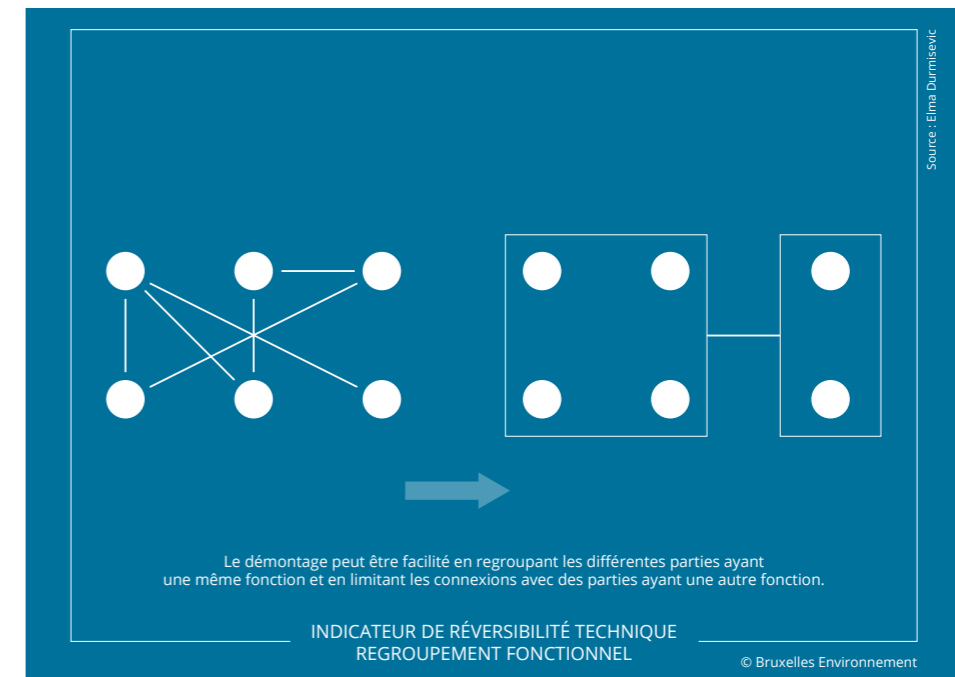 Source : Elma Durmisevic
Le démontage peut être facilité en regroupant les différentes parties ayant
une même fonction et en limitant les connexions avec des parties ayant une autre fonction.
INDICATEUR DE RÉVERSIBILITÉ TECHNIQUE
REGROUPEMENT FONCTIONNEL
© Bruxelles Environnement